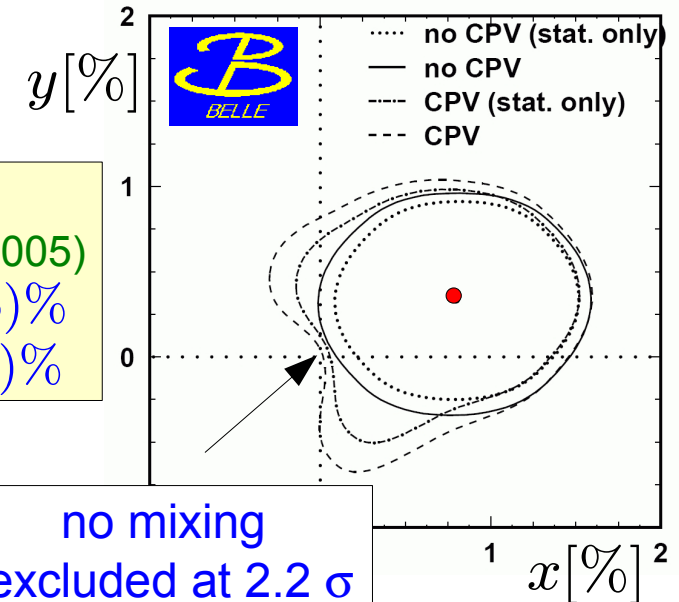 2
y[%]
BELLE
no CPV (stat. only)
no CPV
CPV (stat. only)
CPV
1
005)
)%
)%
0
no mixing
excluded at 2.2 σ
1
x[%]
2